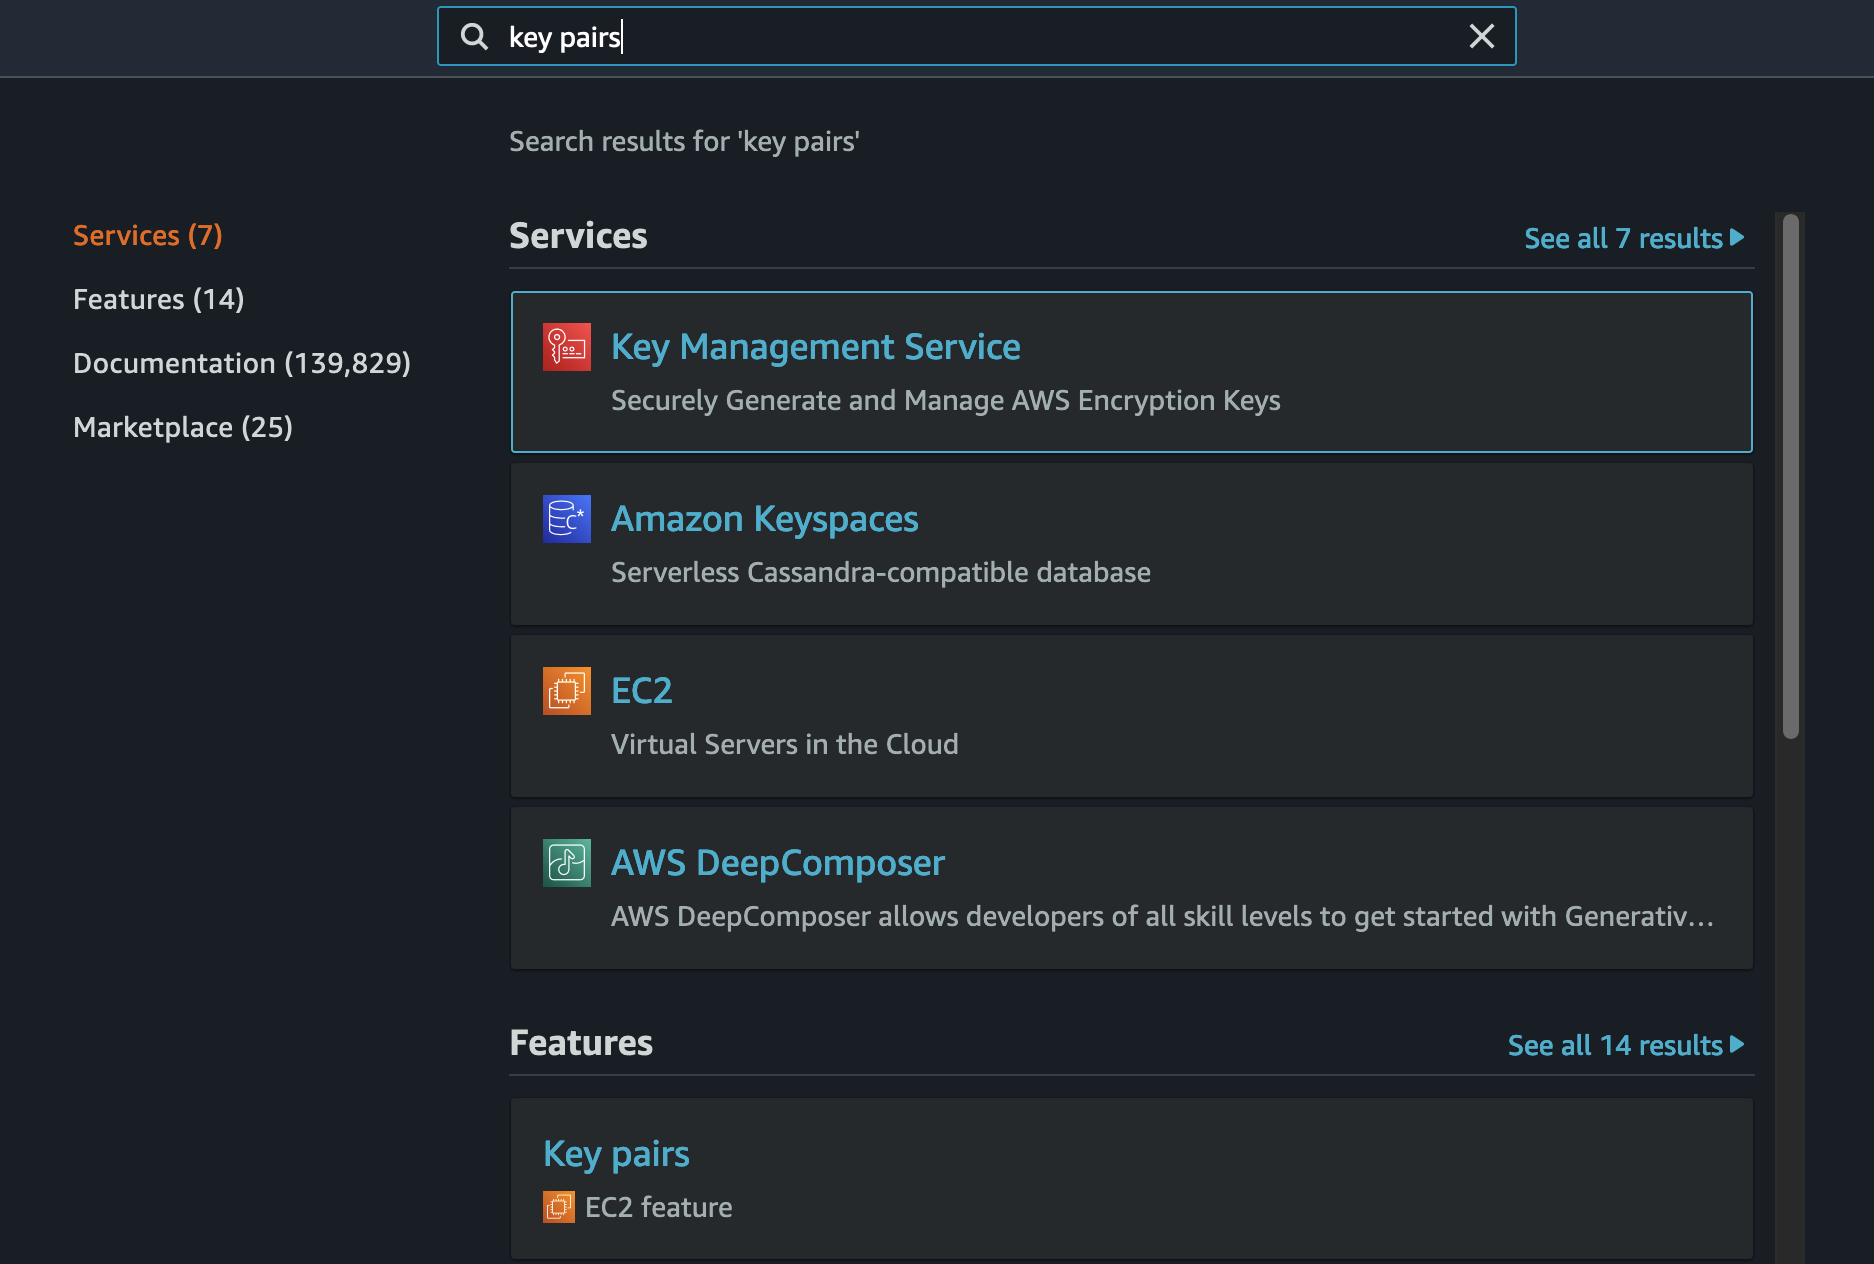 key pairs
Search results for 'key pairs'
Services (7)
Features (14)
Documentation (139,829)
Marketplace (25)
Services
See all 7 results
Key Management Service
Securely Generate and Manage AWS Encryption Keys
Amazon Keyspaces
Serverless Cassandra-compatible database
EC2
Virtual Servers in the Cloud
AWS DeepComposer
AWS DeepComposer allows developers of all skill levels to get started with Generativ…
Features
See all 14 results
Key pairs
EC2 feature